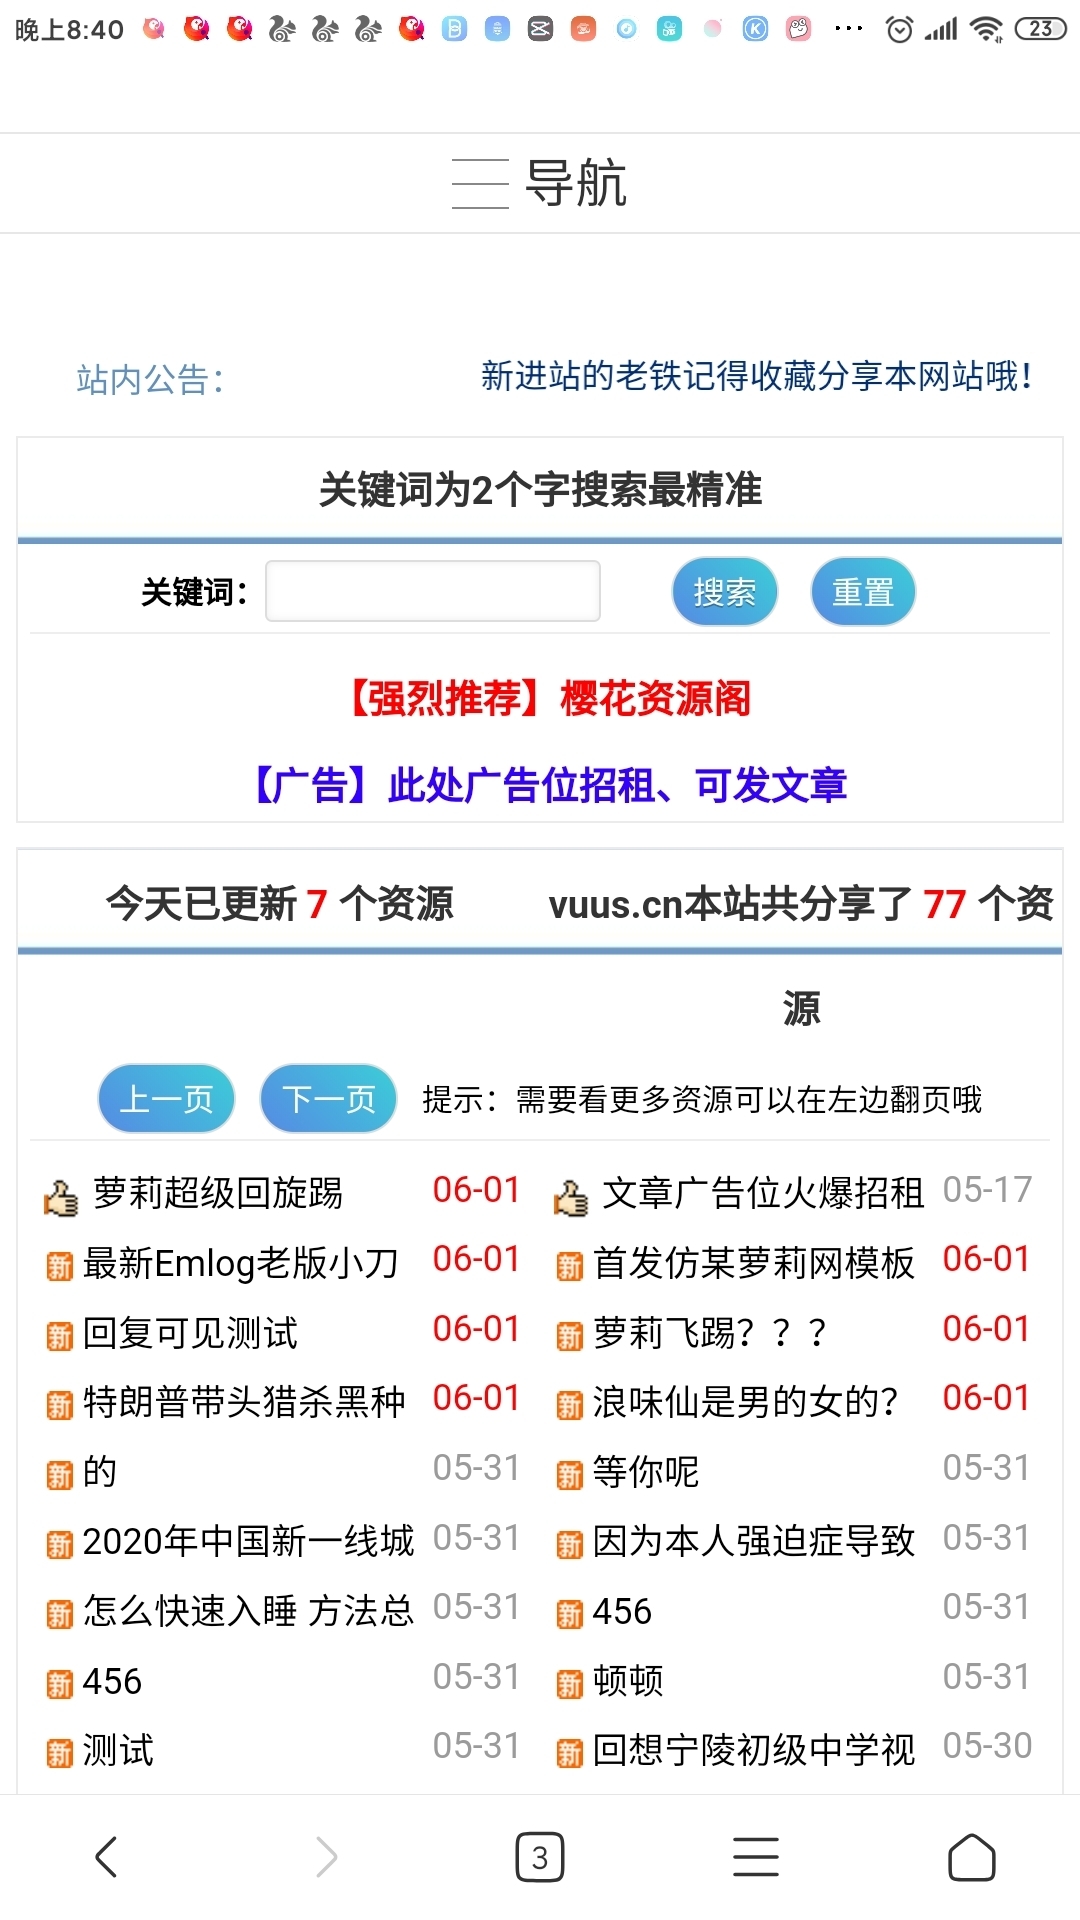 晚上8:40
23
导航
站内公告：
新进站的老铁记得收藏分享本网站哦！
关键词为2个字搜索最精准
关键词：
搜索
重置
【强烈推荐】樱花资源阁
【广告】此处广告位招租、可发文章
今天已更新 7 个资源
vuus.cn本站共分享了 77 个资
源
上一页
下一页
提示：需要看更多资源可以在左边翻页哦
萝莉超级回旋踢 06-01
文章广告位火爆招租 05-17
新 最新Emlog老版小刀 06-01
新 首发仿某萝莉网模板 06-01
新 回复可见测试 06-01
新 萝莉飞踢？？？ 06-01
新 特朗普带头猎杀黑种 06-01
新 浪味仙是男的女的？ 06-01
新 的 05-31
新 等你呢 05-31
新 2020年中国新一线城 05-31
新 因为本人强迫症导致 05-31
新 怎么快速入睡 方法总 05-31
新 456 05-31
新 456 05-31
新 顿顿 05-31
新 测试 05-31
新 回想宁陵初级中学视 05-30
3